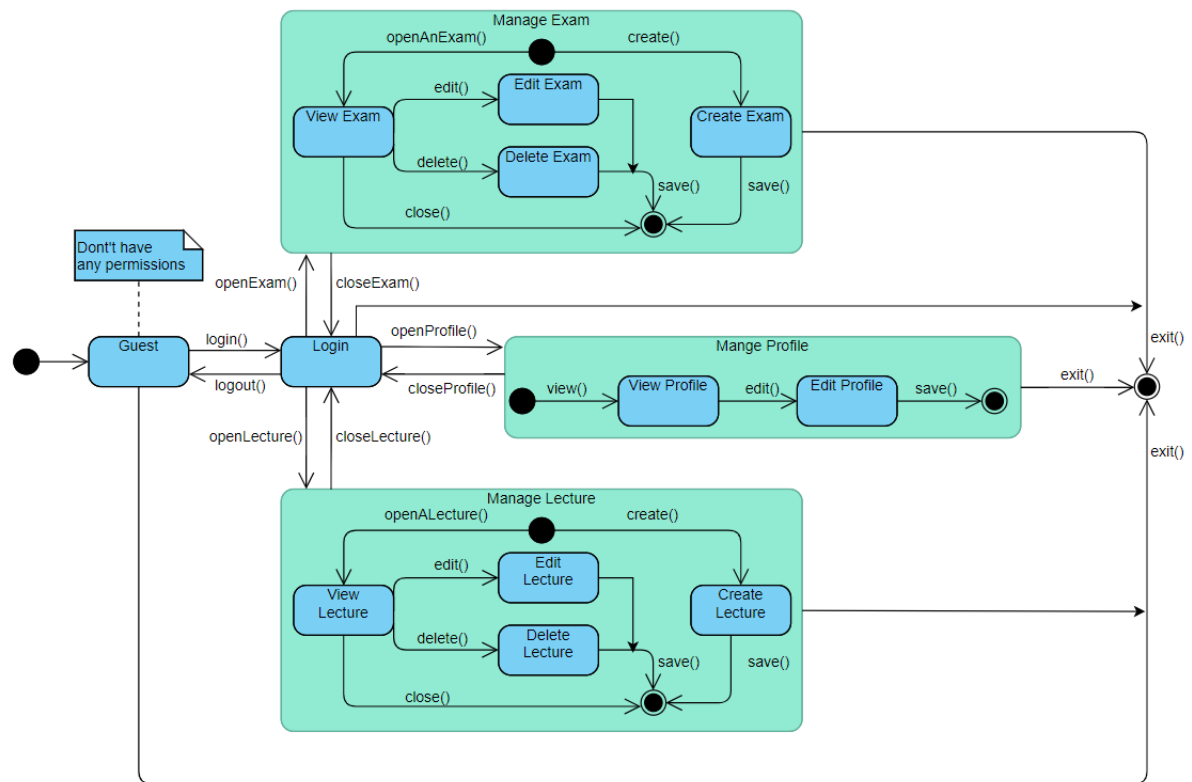 Manage Exam
openAnExam()
create()
edit()
Edit Exam
View Exam
Create Exam
delete()
Delete Exam
save()
save()
close()
Dont't have
any permissions
openExam()
closeExam()
Guest
login()
Login
openProfile()
logout()
closeProfile()
Mange Profile
view()
View Profile
edit()
Edit Profile
save()
exit()
exit()
exit()
openLecture()
closeLecture()
Manage Lecture
openALecture()
create()
edit()
Edit
Lecture
View
Lecture
Create
Lecture
delete()
Delete
Lecture
save()
save()
close()